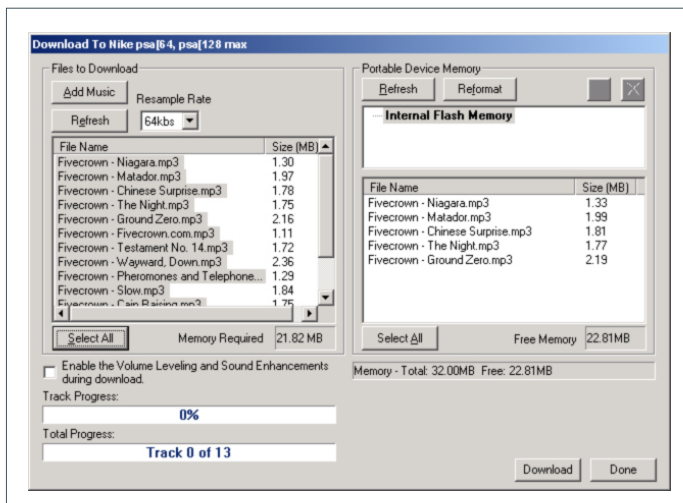 Download To Nike psa[64, psa[128 max
Files to Download
Add Music
Resample Rate
Refresh
64kbs
File Name Size (MB)
Fivecrown - Niagara.mp3 1.30
Fivecrown - Matador.mp3 1.97
Fivecrown - Chinese Surprise.mp3 1.78
Fivecrown - The Night.mp3 1.75
Fivecrown - Ground Zero.mp3 2.16
Fivecrown - Fivecrown.com.mp3 1.11
Fivecrown - Testament No. 14.mp3 1.72
Fivecrown - Wayward, Down.mp3 2.36
Fivecrown - Pheromones and Telephone... 1.29
Fivecrown - Slow.mp3 1.84
Fivecrown - Cain Raising.mp3 1.75
Select All
Memory Required 21.82 MB
Enable the Volume Leveling and Sound Enhancements
during download.
Track Progress:
0%
Total Progress:
Track 0 of 13
Portable Device Memory
Refresh
Reformat
Internal Flash Memory
File Name Size (MB)
Fivecrown - Niagara.mp3 1.33
Fivecrown - Matador.mp3 1.99
Fivecrown - Chinese Surprise.mp3 1.81
Fivecrown - The Night.mp3 1.77
Fivecrown - Ground Zero.mp3 2.19
Select All
Free Memory 22.81MB
Memory - Total: 32.00MB Free: 22.81MB
Download
Done